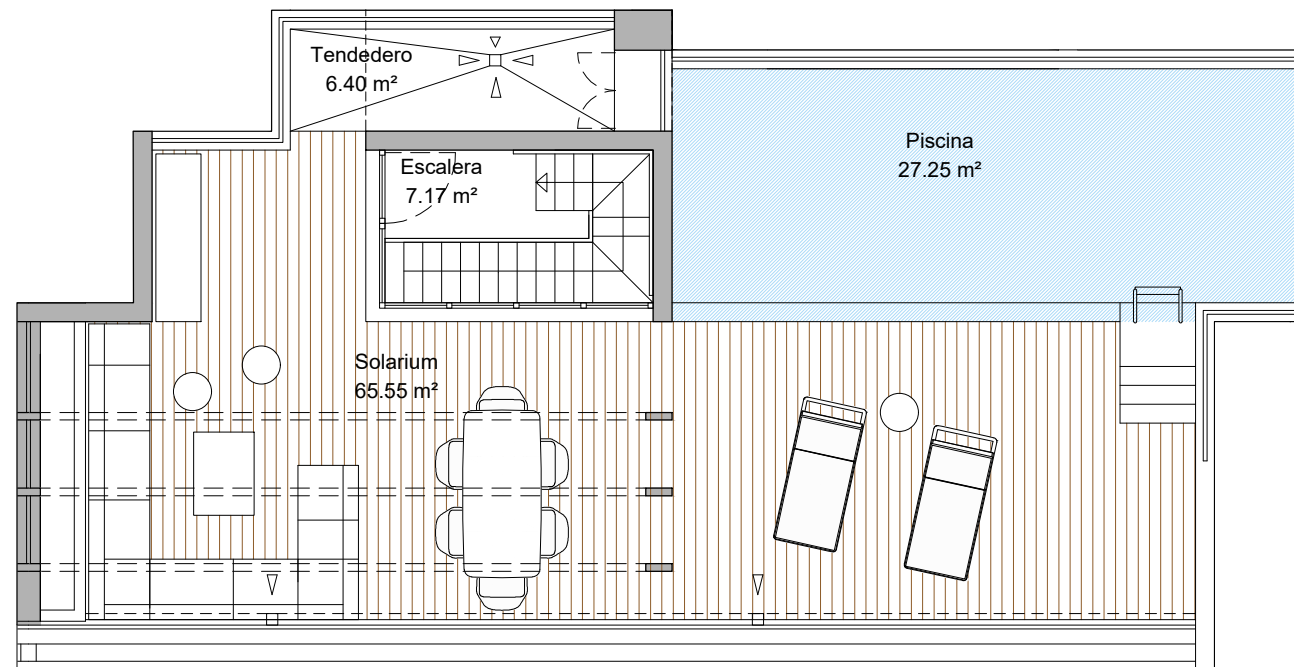 Tendedero
6.40 m²
Piscina
27.25 m²
Escalera
7.17 m²
Solarium
65.55 m²